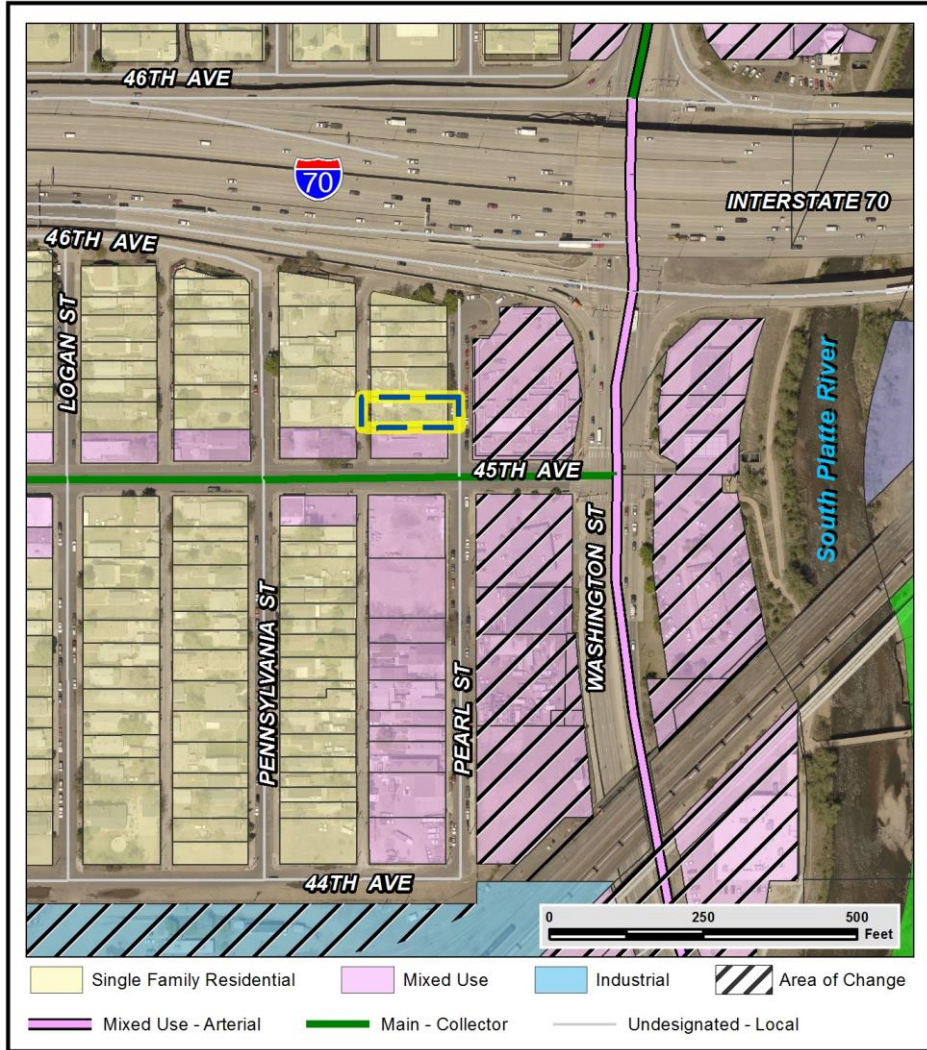 46TH AVE
70
INTERSTATE 70
46TH AVE
LOGAN ST
South Platte River
45TH AVE
WASHINGTON ST
PENNSYLVANIA ST
PEARL ST
44TH AVE
0 250 500
Feet
Single Family Residential Mixed Use Industrial Area of Change
Mixed Use - Arterial Main - Collector Undesignated - Local